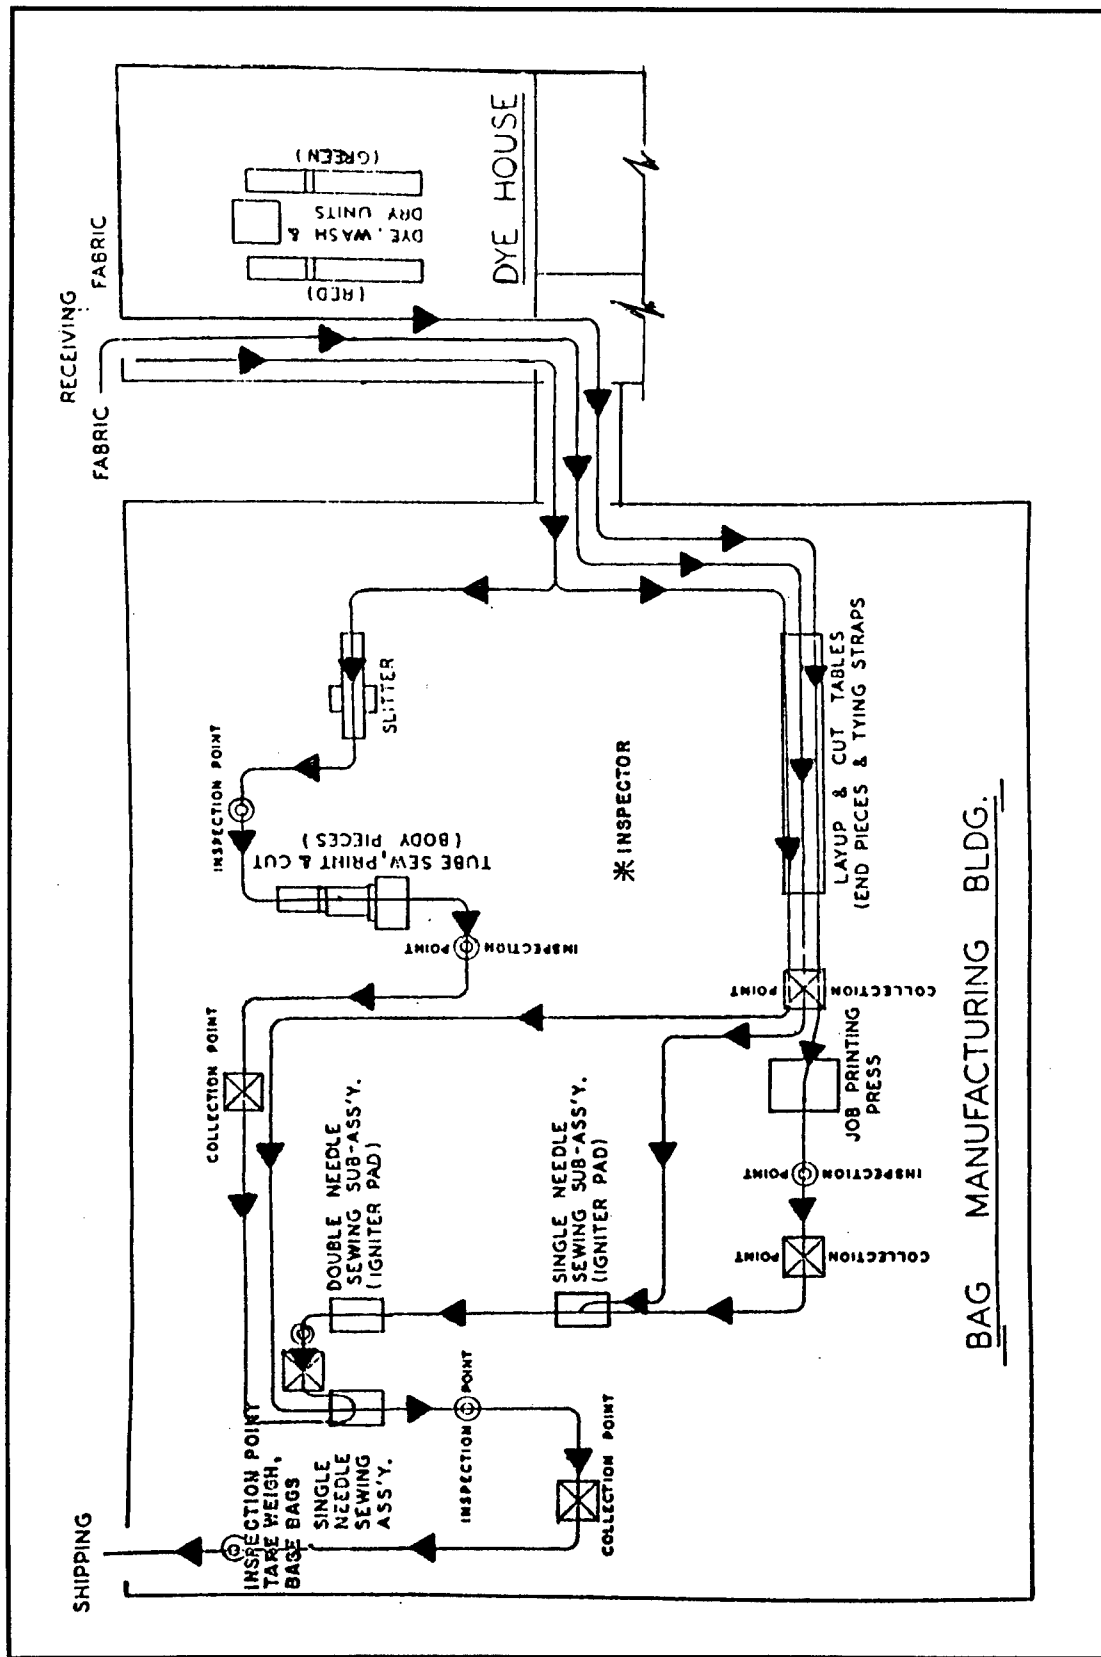 RECEIVING
FABRIC
FABRIC
(GREEN)
DYE, WASH &
DRY UNITS
(RED)
DYE HOUSE
SLITTER
INSPECTION POINT
TUBE SEW, PRINT & CUT
(BODY PIECES)
INSPECTION
POINT
INSPECTOR
LAYUP & CUT TABLES
(END PIECES & TYING STRAPS
COLLECTION
POINT
JOB PRINTING
PRESS
INSPECTION
POINT
COLLECTION
POINT
COLLECTION POINT
DOUBLE NEEDLE
SEWING SUB-ASS'Y.
(IGNITER PAD)
SINGLE NEEDLE
SEWING SUB-ASS'Y.
(IGNITER PAD)
SINGLE
NEEDLE
SEWING
ASS'Y.
INSPECTION POINT
COLLECTION POINT
INSPECTION POINT
TARE WEIGH,
BAGE BAGS
SHIPPING
BAG MANUFACTURING BLDG.